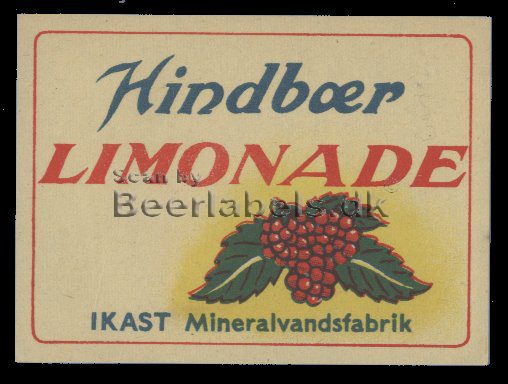 Hindbær
LIMONADE
Scan by
Beerlabels.dk
IKAST Mineralvandsfabrik